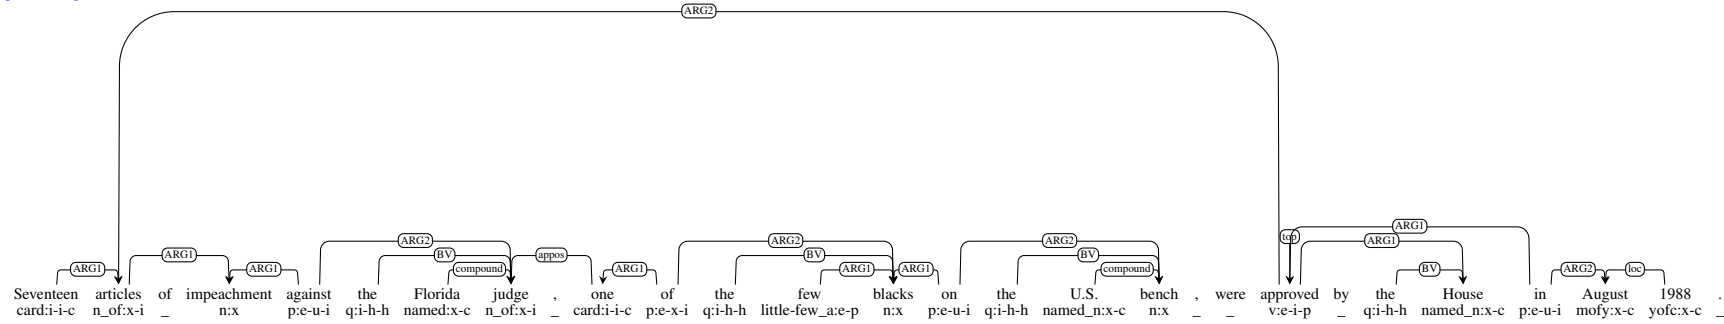 ARG2
ARG1
ARG2 ARG2 ARG2 top ARG1
ARG1 BV appos BV BV
ARG1 ARG1 compound ARG1 ARG1 ARG1 compound BV ARG2 loc
Seventeen articles of impeachment against the Florida judge , one of the few blacks on the U.S. bench , were approved by the House in August 1988 .
card:i-i-c n_of:x-i _ n:x p:e-u-i q:i-h-h named:x-c n_of:x-i _ card:i-i-c p:e-x-i q:i-h-h little-few_a:e-p n:x p:e-u-i q:i-h-h named_n:x-c n:x _ _ v:e-i-p _ q:i-h-h named_n:x-c p:e-u-i mofy:x-c yofc:x-c _